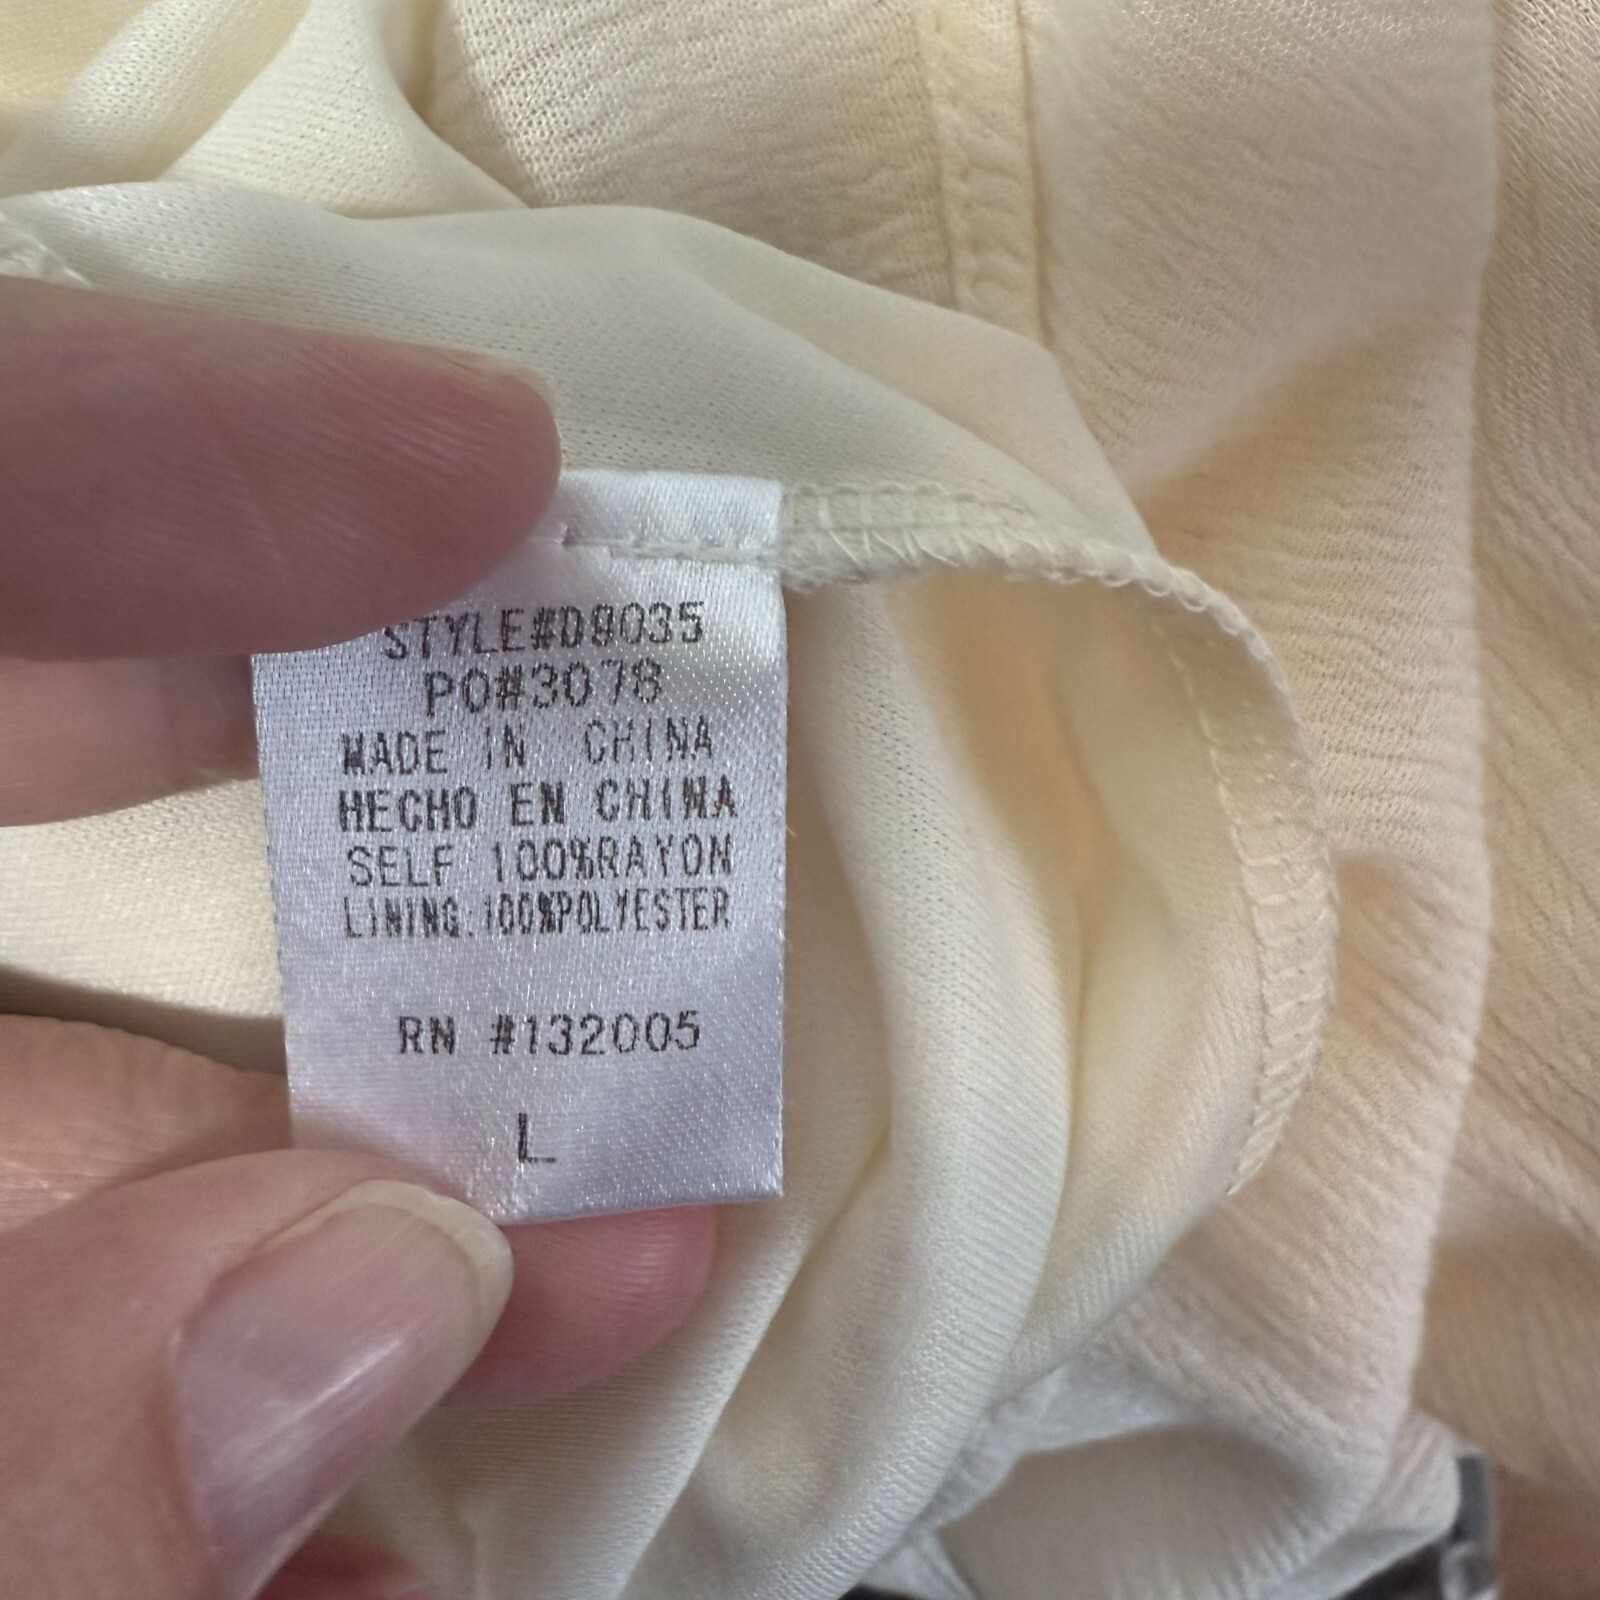 STYLE#D9035
PO#3078
MADE IN CHINA
HECHO EN CHINA
SELF 100%RAYON
LINING.100%POLYESTER
RN #132005
L